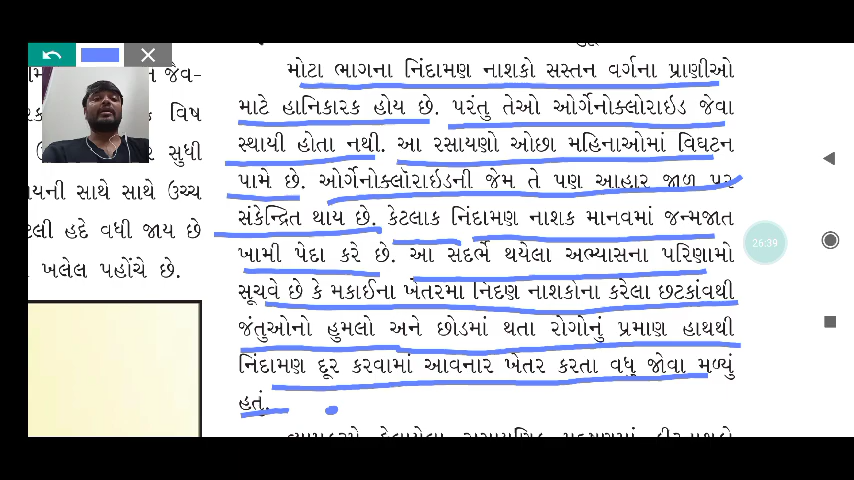 જૈવ-
વિષ
સુધી
સાથે સાથે ઉચ્ચ
હદે વધી જાય છે
ખલેલ પહોંચે છે.
મોટા ભાગના નિંદામણ નાશકો સસ્તન વર્ગના પ્રાણીઓ
માટે હાનિકારક હોય છે. પરંતુ તેઓ ઓર્ગેનોક્લોરાઇડ જેવા
સ્થાયી હોતા નથી. આ રસાયણો ઓછા મહિનાઓમાં વિઘટન
પામે છે. ઓર્ગેનોક્લૉરાઇડની જેમ તે પણ આહાર જાળ પર
સંકેન્દ્રિત થાય છે. કેટલાક નિંદામણ નાશક માનવમાં જન્મજાત
ખામી પેદા કરે છે. આ સંદર્ભે થયેલા અભ્યાસના પરિણામો
સૂચવે છે કે મકાઈના ખેતરમા નિંદણ નાશકોના કરેલા છટકાંવથી
જંતુઓનો હુમલો અને છોડમાં થતા રોગોનું પ્રમાણ હાથથી
નિંદામણ દૂર કરવામાં આવનાર ખેતર કરતા વધુ જોવા મળ્યું
હતું.
26:39